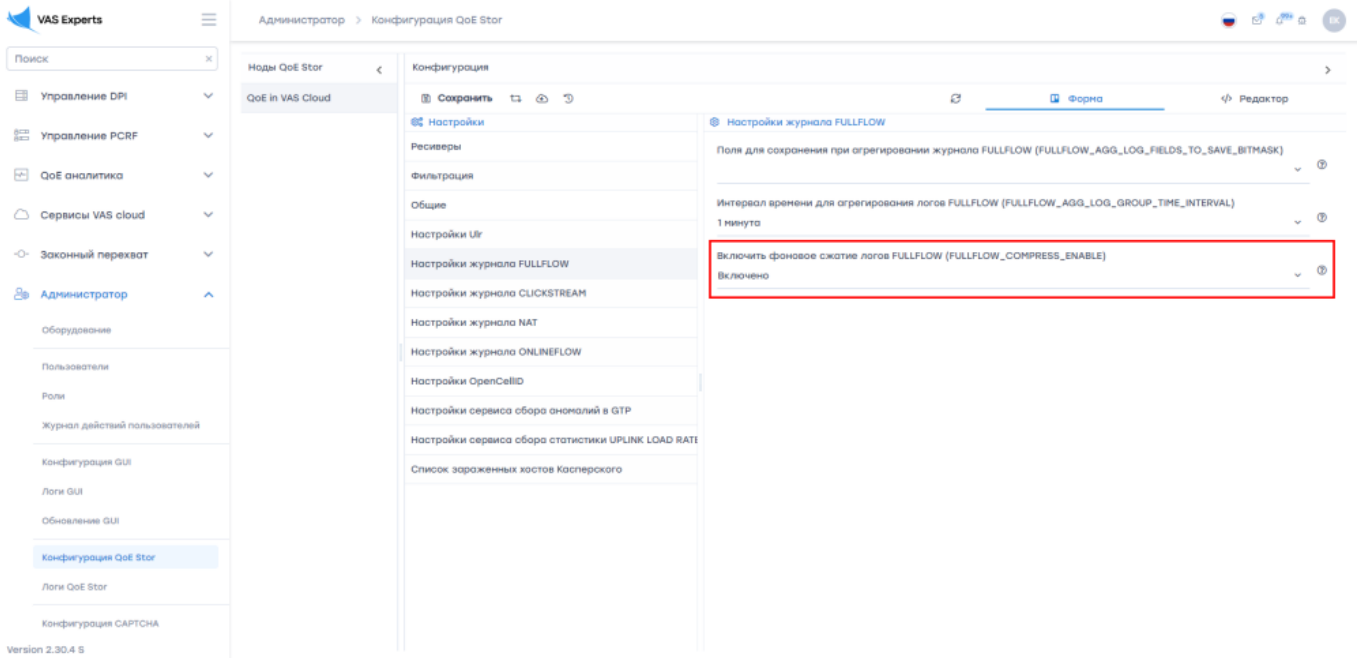 VAS Experts
Администратор > Конфигурация QoE Stor
99+
EK
Поиск
Управление DPI
Управление PCRF
QoE аналитика
Сервисы VAS cloud
Законный перехват
Администратор
Оборудование
Пользователи
Роли
Журнал действий пользователей
Конфигурация GUI
Логи GUI
Обновление GUI
Конфигурация QoE Stor
Логи QoE Stor
Конфигурация CAPTCHA
Version 2.30.4 S
Ноды QoE Stor
QoE in VAS Cloud
Конфигурация
Сохранить
Форма
Редактор
Настройки
Ресиверы
Фильтрация
Общие
Настройки Ulr
Настройки журнала FULLFLOW
Настройки журнала CLICKSTREAM
Настройки журнала NAT
Настройки журнала ONLINEFLOW
Настройки OpenCellID
Настройки сервиса сбора аномалий в GTP
Настройки сервиса сбора статистики UPLINK LOAD RATE
Список зараженных хостов Касперского
Настройки журнала FULLFLOW
Поля для сохранения при агрегировании журнала FULLFLOW (FULLFLOW_AGG_LOG_FIELDS_TO_SAVE_BITMASK)
Интервал времени для агрегирования логов FULLFLOW (FULLFLOW_AGG_LOG_GROUP_TIME_INTERVAL)
1 минута
Включить фоновое сжатие логов FULLFLOW (FULLFLOW_COMPRESS_ENABLE)
Включено